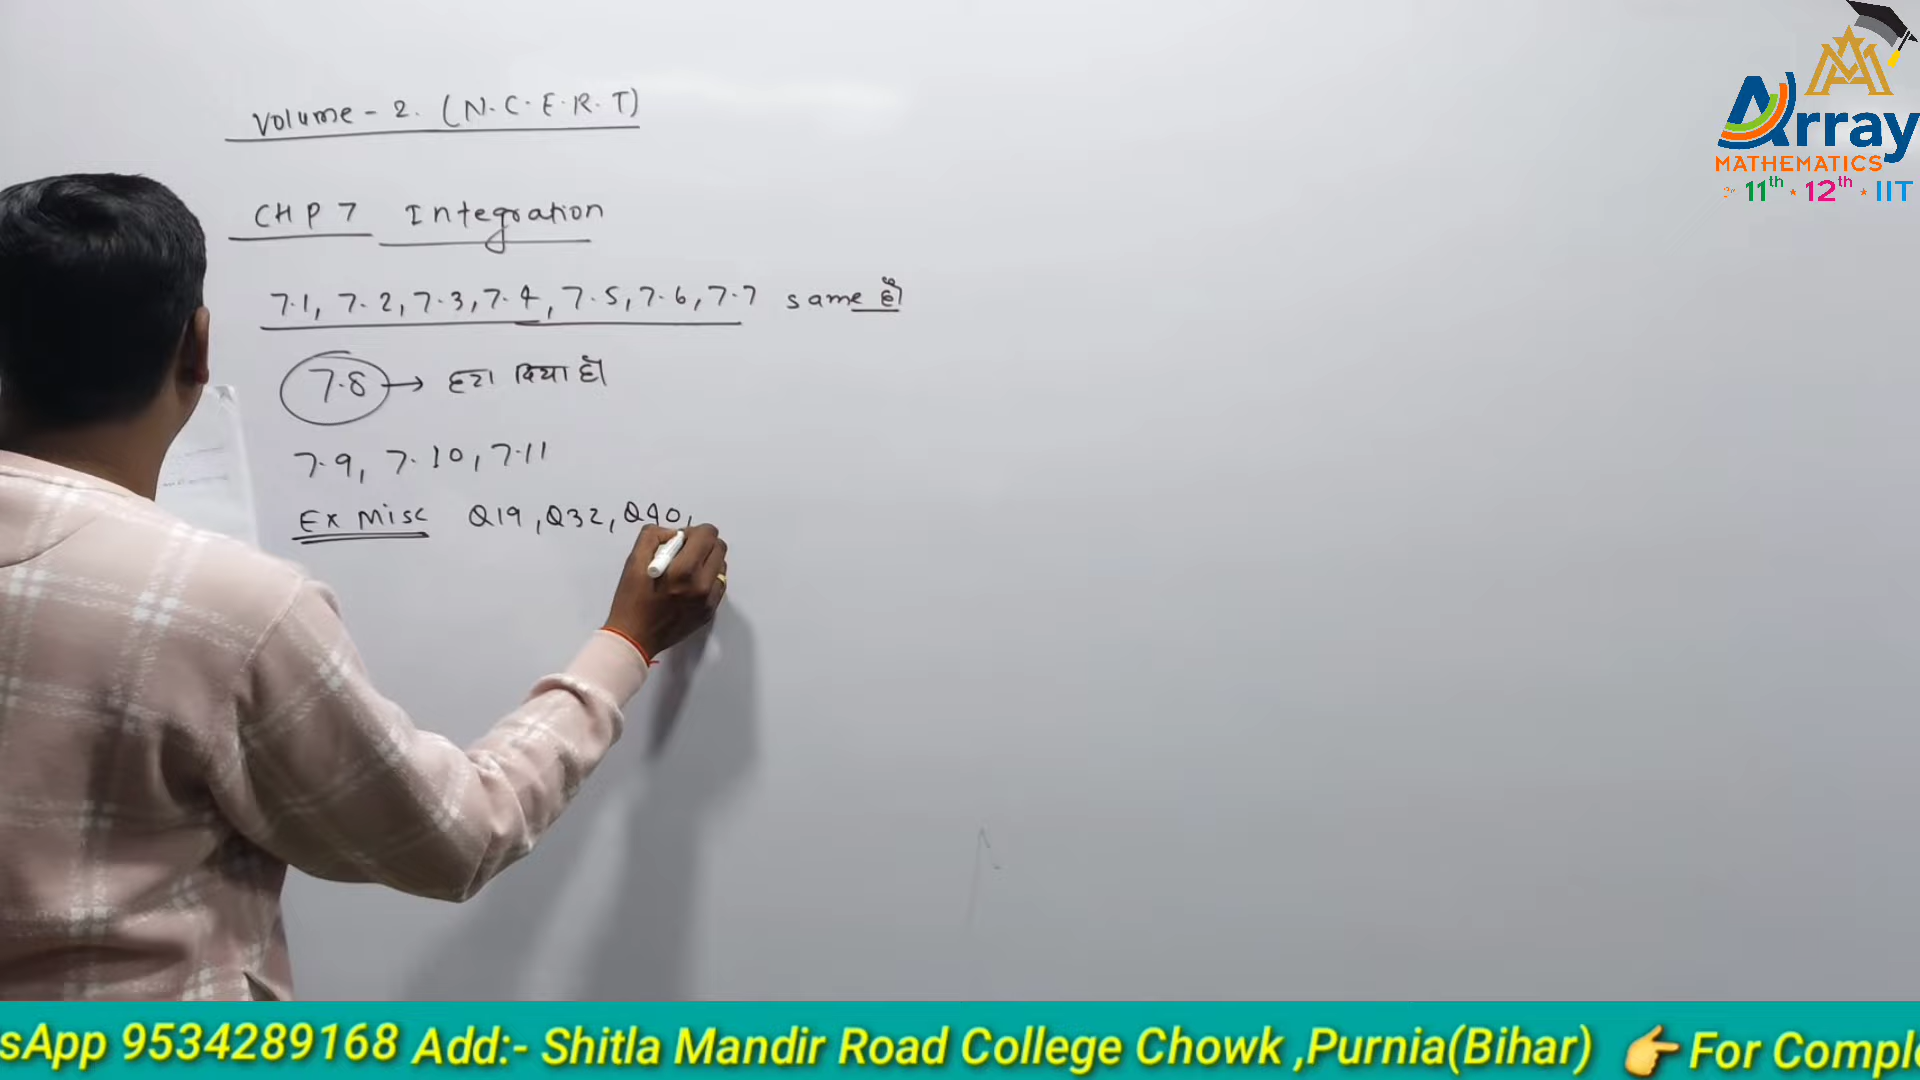 Volume - 2. (N.C.E.R.T)
CHP 7 Integration
7.1, 7.2, 7.3, 7.4, 7.5, 7.6, 7.7 same है
7.8 → हटा दिया है
7.9, 7.10, 7.11
Ex Misc Q19, Q32, Q40,
Array
MATHEMATICS
11th * 12th * IIT
sApp 9534289168 Add:- Shitla Mandir Road College Chowk ,Purnia(Bihar) 👉 For Comple